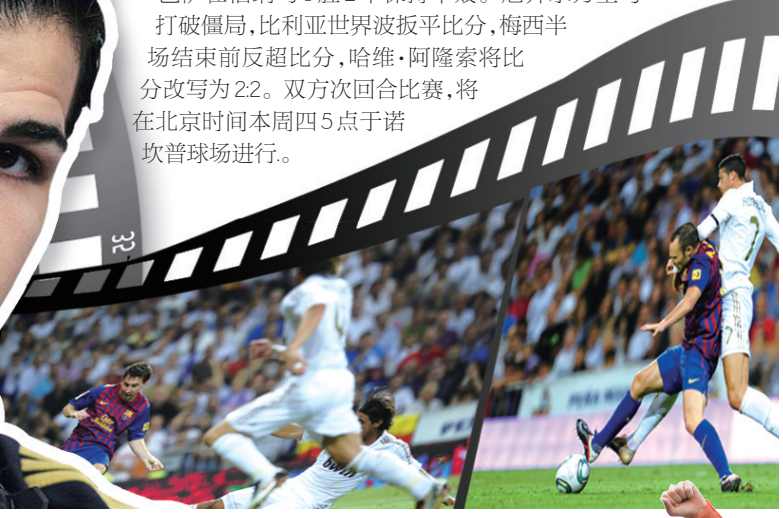 打破僵局,比利亚世界波扳平比分,梅西半
场结束前反超比分,哈维·阿隆索将比
分改写为2:2。双方次回合比赛,将
在北京时间本周四5点于诺
坎普球场进行.。
32
7